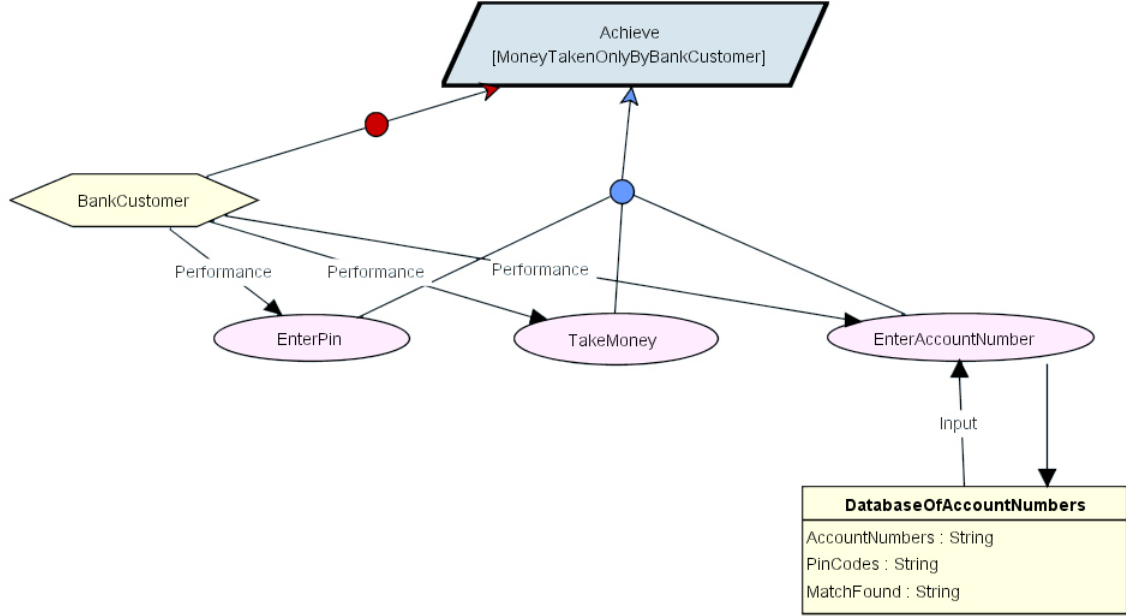 Achieve
[MoneyTakenOnlyByBankCustomer]
BankCustomer
Performance
Performance
Performance
EnterPin
TakeMoney
EnterAccountNumber
Input
DatabaseOfAccountNumbers
AccountNumbers : String
PinCodes : String
MatchFound : String